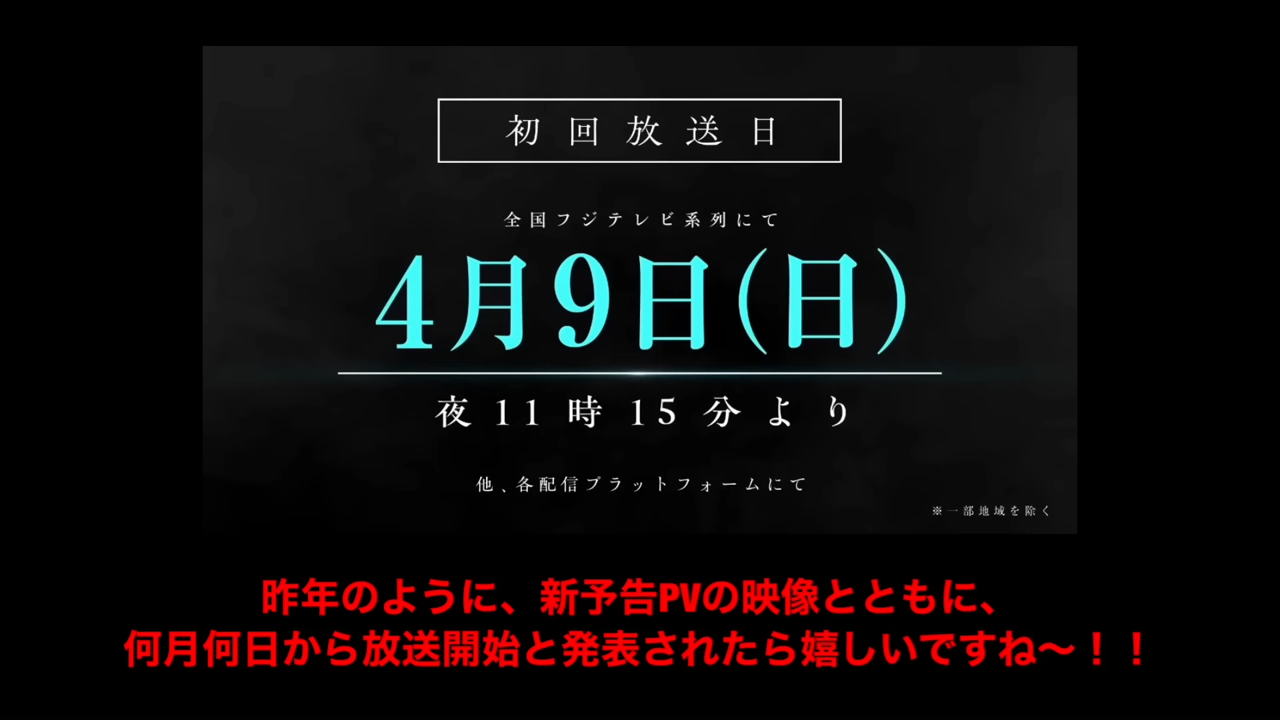 初回放送日
全国フジテレビ系列にて
4月9日(日)
夜11時15分より
他、各配信プラットフォームにて
※一部地域を除く
昨年のように、新予告PVの映像とともに、
何月何日から放送開始と発表されたら嬉しいですね〜！！